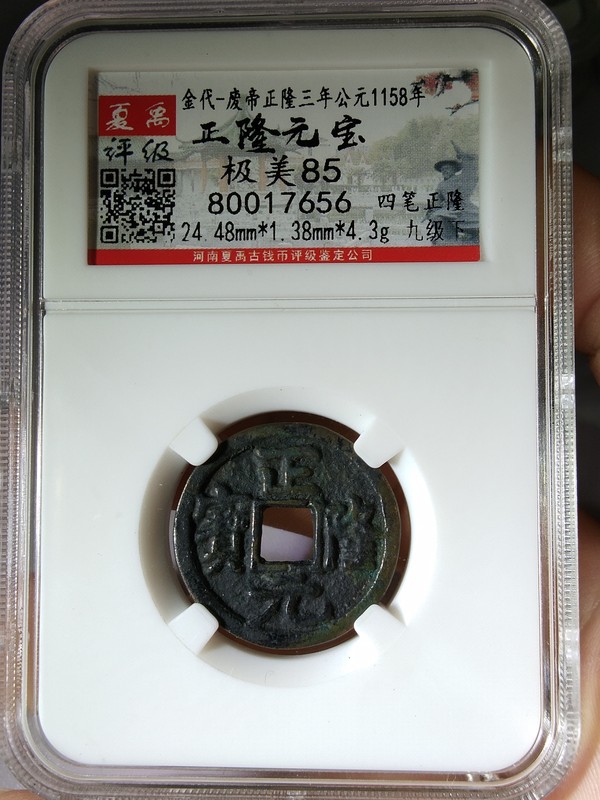 金代-废帝正隆三年公元1158年
夏禹
评级
正隆元宝
极美85
80017656 四笔正隆
24.48mm*1.38mm*4.3g 九级下
河南夏禹古钱币评级鉴定公司
正
隆
元
寶